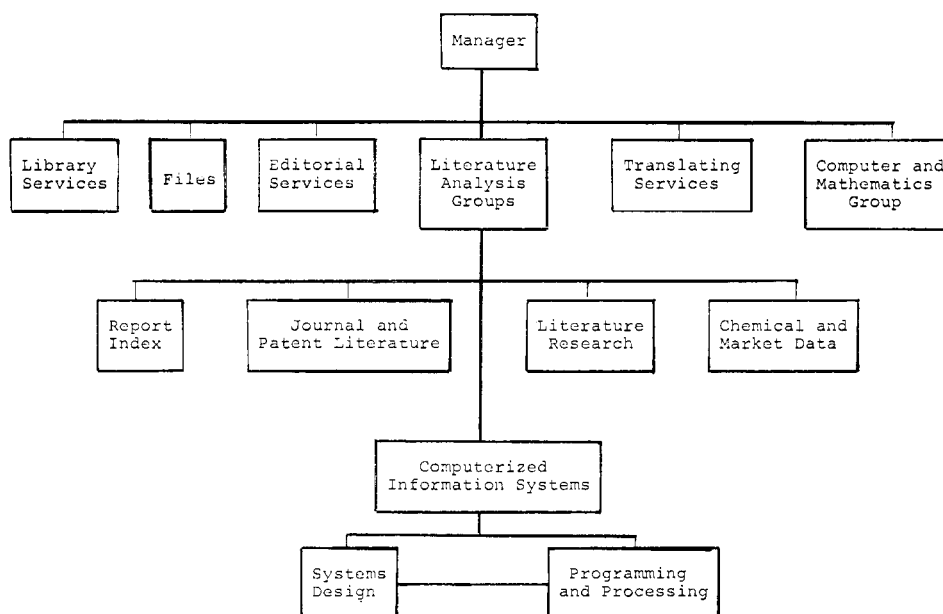 Manager
Library
Services
Files
Editorial
Services
Literature
Analysis
Groups
Translating
Services
Computer and
Mathematics
Group
Report
Index
Journal and
Patent Literature
Literature
Research
Chemical and
Market Data
Computerized
Information Systems
Systems
Design
Programming
and Processing